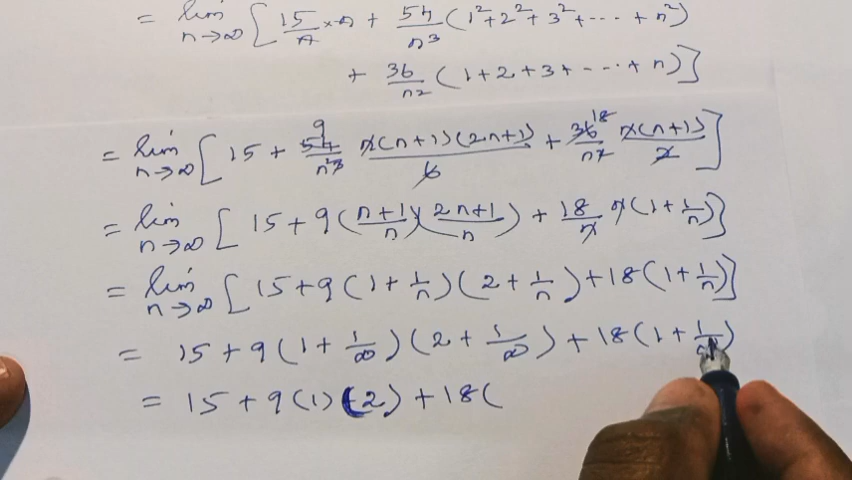 = lim n→∞ [ 15/n × n + 54/n³ (1²+2²+3²+---+n²)
+ 36/n² (1+2+3+---+n)]
= lim n→∞ [ 15 + 54 9/n³ 2 n(n+1)(2n+1)/6 + 36 18/n² n(n+1)/2 ]
= lim n→∞ [ 15+9(n+1/n)(2n+1/n) + 18/n n(1+1/n)]
= lim n→∞ [15+9(1+1/n)(2+1/n)+18(1+1/n)]
= 15+9(1+1/∞)(2+1/∞)+18(1+1/∞)
= 15+9(1)(2)+18(